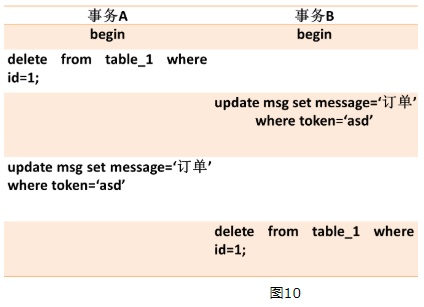 事务A 事务B
begin begin
delete from table_1 where
id=1;
update msg set message=‘订单’
where token=‘asd’
update msg set message=‘订单’
where token=‘asd’
delete from table_1 where
id=1;
图10